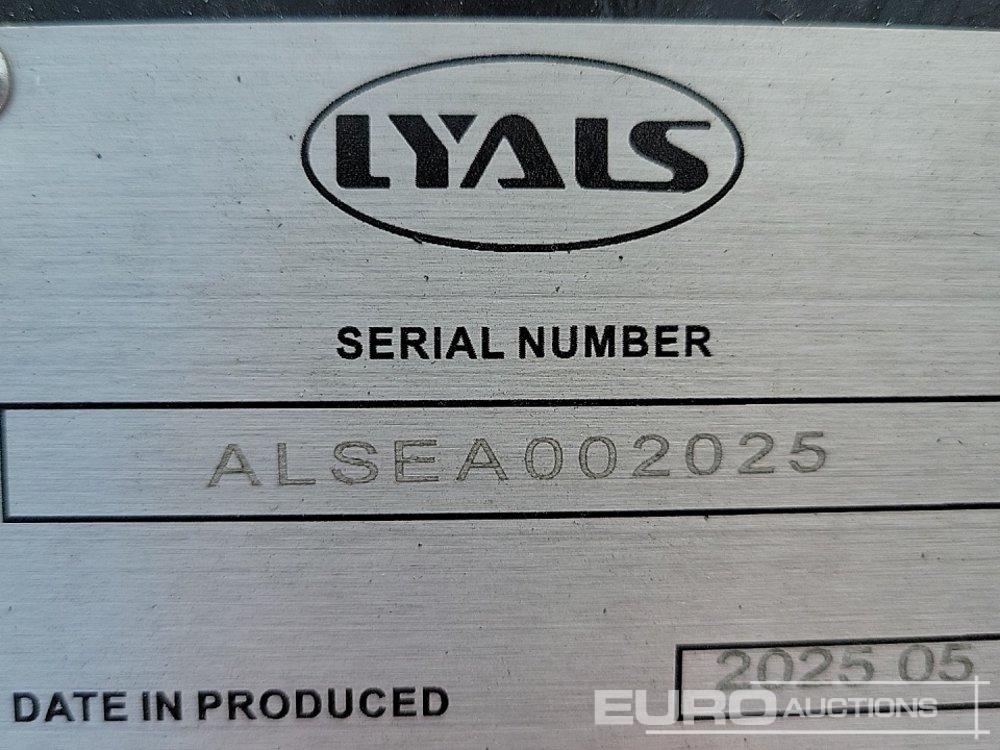 LYALS
SERIAL NUMBER
ALSEA002025
2025 05
DATE IN PRODUCED
EURO AUCTIONS